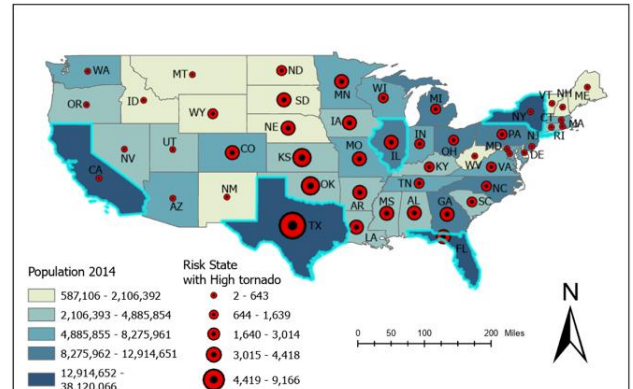 WA
MT
ND
MN
WI
MI
VT
NH
ME
OR
ID
SD
NY
CT
MA
RI
WY
IA
PA
NJ
NE
IL
IN
OH
MD
DE
NV
UT
CO
KS
MO
KY
WV
VA
CA
TN
NC
AZ
NM
OK
AR
MS
AL
GA
SC
TX
LA
FL
Population 2014
587,106 - 2,106,392
2,106,393 - 4,885,854
4,885,855 - 8,275,961
8,275,962 - 12,914,651
12,914,652 -
38,120,066
Risk State
with High tornado
2 - 643
644 - 1,639
1,640 - 3,014
3,015 - 4,418
4,419 - 9,166
0 50 100 200 Miles
N